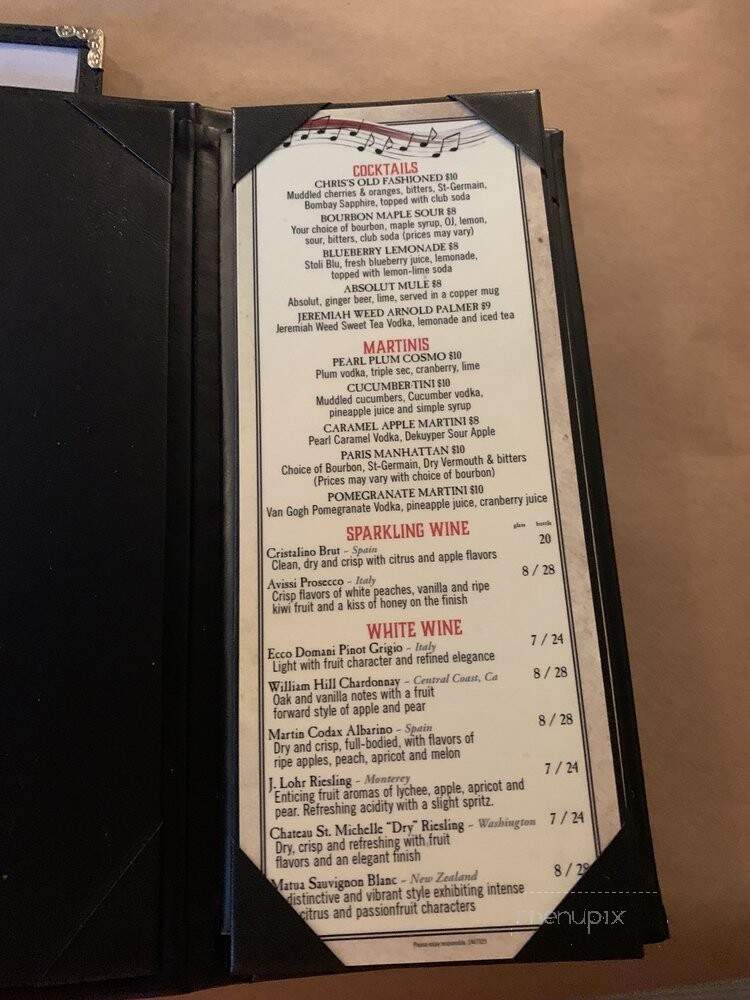 COCKTAILS
CHRIS'S OLD FASHIONED $10
Muddled cherries & oranges, bitters, St-Germain,
Bombay Sapphire, topped with club soda
BOURBON MAPLE SOUR $8
Your choice of bourbon, maple syrup, OJ, lemon,
sour, bitters, club soda (prices may vary)
BLUEBERRY LEMONADE $8
Stoli Blu, fresh blueberry juice, lemonade,
topped with lemon-lime soda
ABSOLUT MULE $8
Absolut, ginger beer, lime, served in a copper mug
JEREMIAH WEED ARNOLD PALMER $9
Jeremiah Weed Sweet Tea Vodka, lemonade and iced tea
MARTINIS
PEARL PLUM COSMO $10
Plum vodka, triple sec, cranberry, lime
CUCUMBER-TINI $10
Muddled cucumbers, Cucumber vodka,
pineapple juice and simple syrup
CARAMEL APPLE MARTINI $8
Pearl Caramel Vodka, Dekuyper Sour Apple
PARIS MANHATTAN $10
Choice of Bourbon, St-Germain, Dry Vermouth & bitters
(Prices may vary with choice of bourbon)
POMEGRANATE MARTINI $10
Van Gogh Pomegranate Vodka, pineapple juice, cranberry juice
SPARKLING WINE glass bottle
Cristalino Brut - Spain 20
Clean, dry and crisp with citrus and apple flavors
Avissi Prosecco - Italy 8 / 28
Crisp flavors of white peaches, vanilla and ripe
kiwi fruit and a kiss of honey on the finish
WHITE WINE
Ecco Domani Pinot Grigio - Italy 7 / 24
Light with fruit character and refined elegance
William Hill Chardonnay - Central Coast, Ca 8 / 28
Oak and vanilla notes with a fruit
forward style of apple and pear
Martin Codax Albarino - Spain 8 / 28
Dry and crisp, full-bodied, with flavors of
ripe apples, peach, apricot and melon
J. Lohr Riesling - Monterey 7 / 24
Enticing fruit aromas of lychee, apple, apricot and
pear. Refreshing acidity with a slight spritz.
Chateau St. Michelle "Dry" Riesling - Washington 7 / 24
Dry, crisp and refreshing with fruit
flavors and an elegant finish
Matua Sauvignon Blanc - New Zealand 8 / 28
distinctive and vibrant style exhibiting intense
citrus and passionfruit characters
Please enjoy responsibly.
menupix